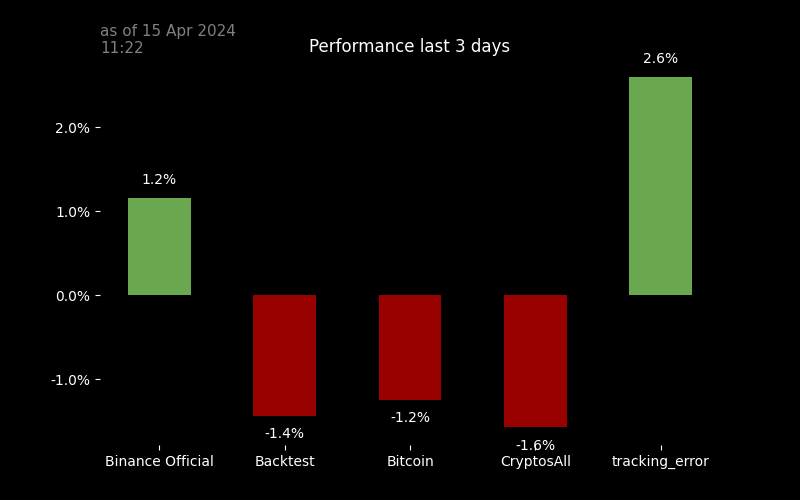 as of 15 Apr 2024
11:22
Performance last 3 days
2.6%
2.0%
1.2%
1.0%
0.0%
-1.0%
-1.4%
-1.2%
-1.6%
Binance Official
Backtest
Bitcoin
CryptosAll
tracking_error